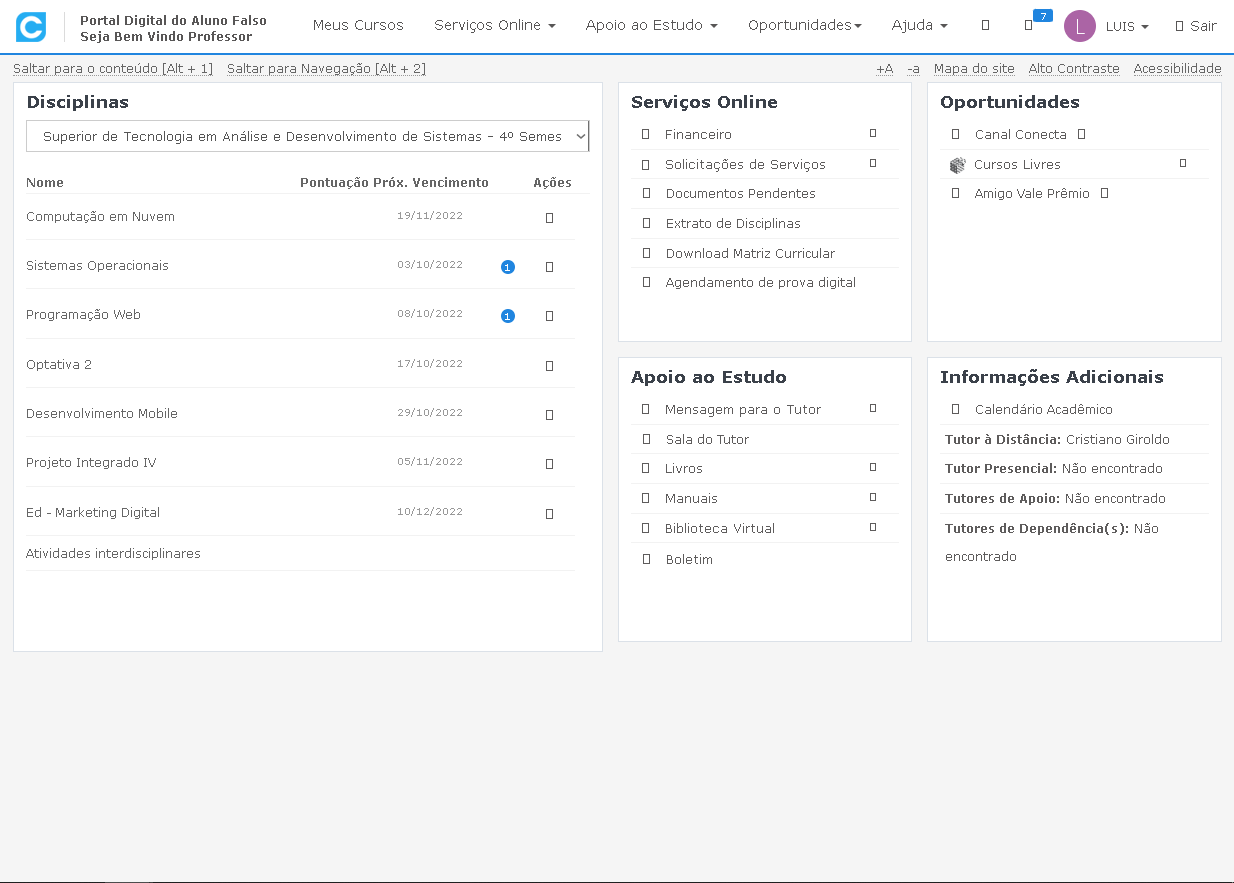 Portal Digital do Aluno Falso
Seja Bem Vindo Professor
Meus Cursos
Serviços Online
Apoio ao Estudo
Oportunidades
Ajuda
7
L
LUIS
Sair
Saltar para o conteúdo [Alt + 1]
Saltar para Navegação [Alt + 2]
+A
-a
Mapa do site
Alto Contraste
Acessibilidade
Disciplinas
Superior de Tecnologia em Análise e Desenvolvimento de Sistemas - 4º Semes
Nome Pontuação Próx. Vencimento Ações
Computação em Nuvem 19/11/2022
Sistemas Operacionais 03/10/2022 1
Programação Web 08/10/2022 1
Optativa 2 17/10/2022
Desenvolvimento Mobile 29/10/2022
Projeto Integrado IV 05/11/2022
Ed - Marketing Digital 10/12/2022
Atividades interdisciplinares
Serviços Online
Financeiro
Solicitações de Serviços
Documentos Pendentes
Extrato de Disciplinas
Download Matriz Curricular
Agendamento de prova digital
Oportunidades
Canal Conecta
Cursos Livres
Amigo Vale Prêmio
Apoio ao Estudo
Mensagem para o Tutor
Sala do Tutor
Livros
Manuais
Biblioteca Virtual
Boletim
Informações Adicionais
Calendário Acadêmico
Tutor à Distância: Cristiano Giroldo
Tutor Presencial: Não encontrado
Tutores de Apoio: Não encontrado
Tutores de Dependência(s): Não
encontrado